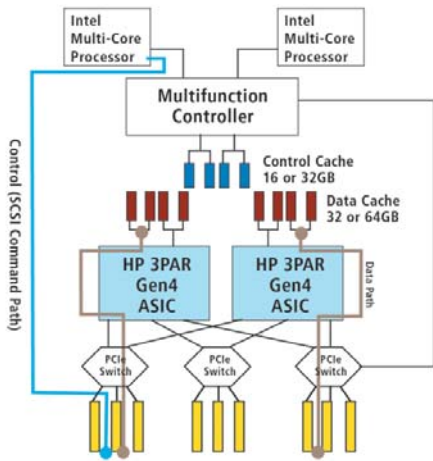 Intel
Multi-Core
Processor
Intel
Multi-Core
Processor
Multifunction
Controller
Control (SCSI Command Path)
Control Cache
16 or 32GB
Data Cache
32 or 64GB
HP 3PAR
Gen4
ASIC
HP 3PAR
Gen4
ASIC
Data Path
PCIe
Switch
PCIe
Switch
PCIe
Switch